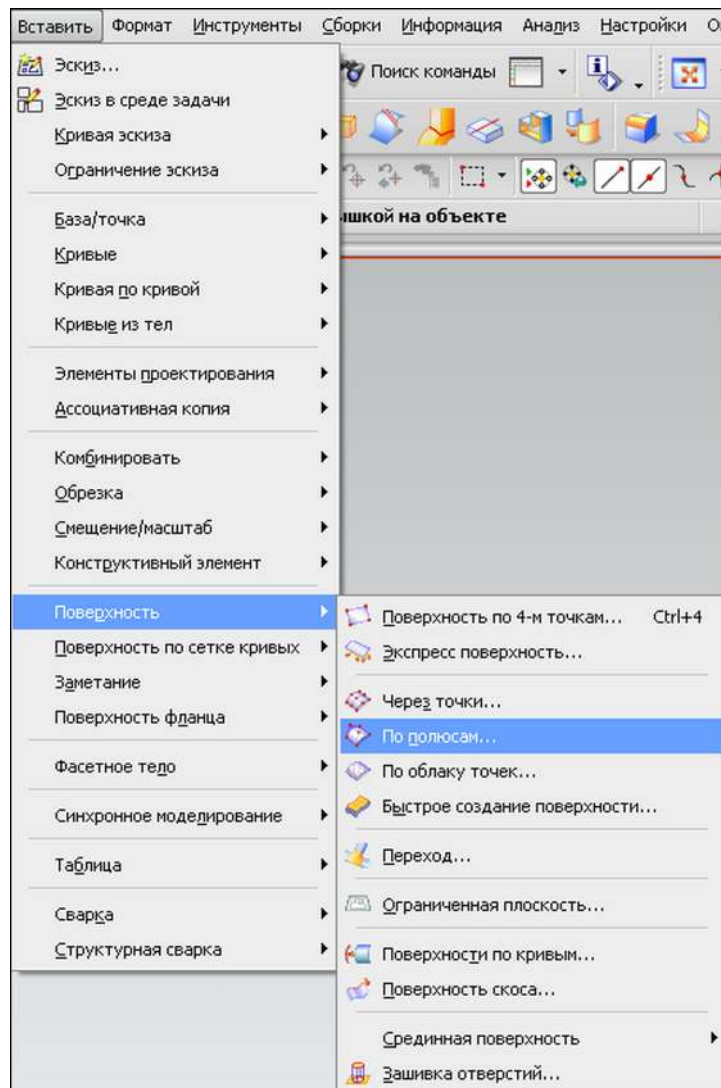 Вставить Формат Инструменты Сборки Информация Анализ Настройки
Эскиз...
Поиск команды
Эскиз в среде задачи
Кривая эскиза
Ограничение эскиза
База/точка
ышкой на объекте
Кривые
Кривая по кривой
Кривые из тел
Элементы проектирования
Ассоциативная копия
Комбинировать
Обрезка
Смещение/масштаб
Конструктивный элемент
Поверхность
Поверхность по сетке кривых
Заметание
Поверхность фланца
Фасетное тело
Синхронное моделирование
Таблица
Сварка
Структурная сварка
Поверхность по 4-м точкам... Ctrl+4
Экспресс поверхность...
Через точки...
По полюсам...
По облаку точек...
Быстрое создание поверхности...
Переход...
Ограниченная плоскость...
Поверхности по кривым...
Поверхность скоса...
Срединная поверхность
Зашивка отверстий...